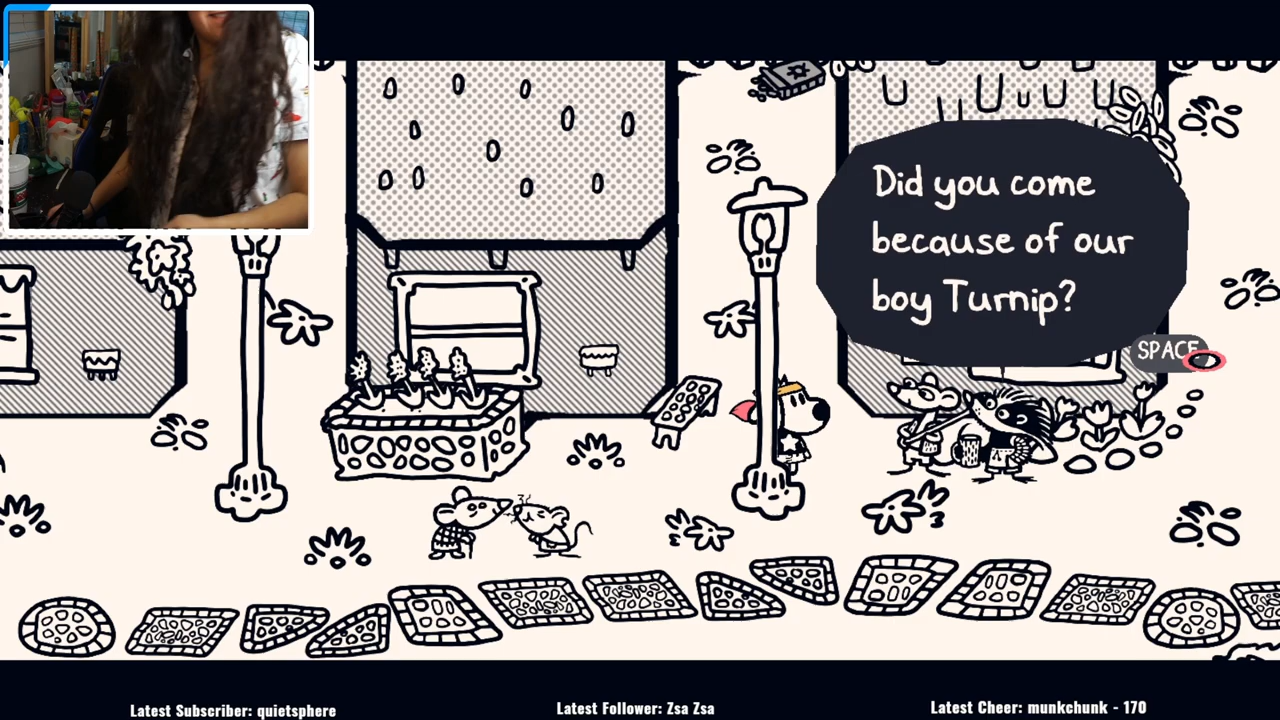 Did you come
because of our
boy Turnip?
SPACE
Latest Subscriber: quietsphere
Latest Follower: Zsa Zsa
Latest Cheer: munkchunk - 170